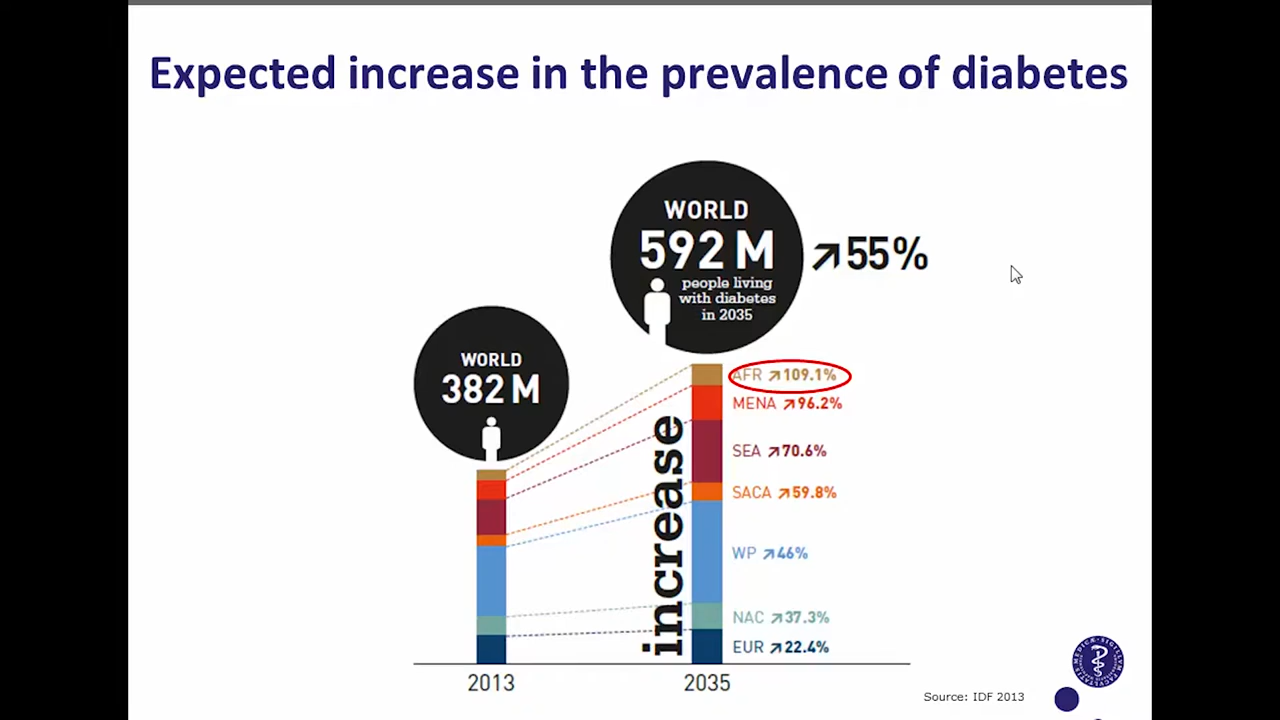 Expected increase in the prevalence of diabetes
WORLD
592 M
people living
with diabetes
in 2035
↗55%
WORLD
382 M
increase
AFR ↗109.1%
MENA ↗96.2%
SEA ↗70.6%
SACA ↗59.8%
WP ↗46%
NAC ↗37.3%
EUR ↗22.4%
2013
2035
Source: IDF 2013